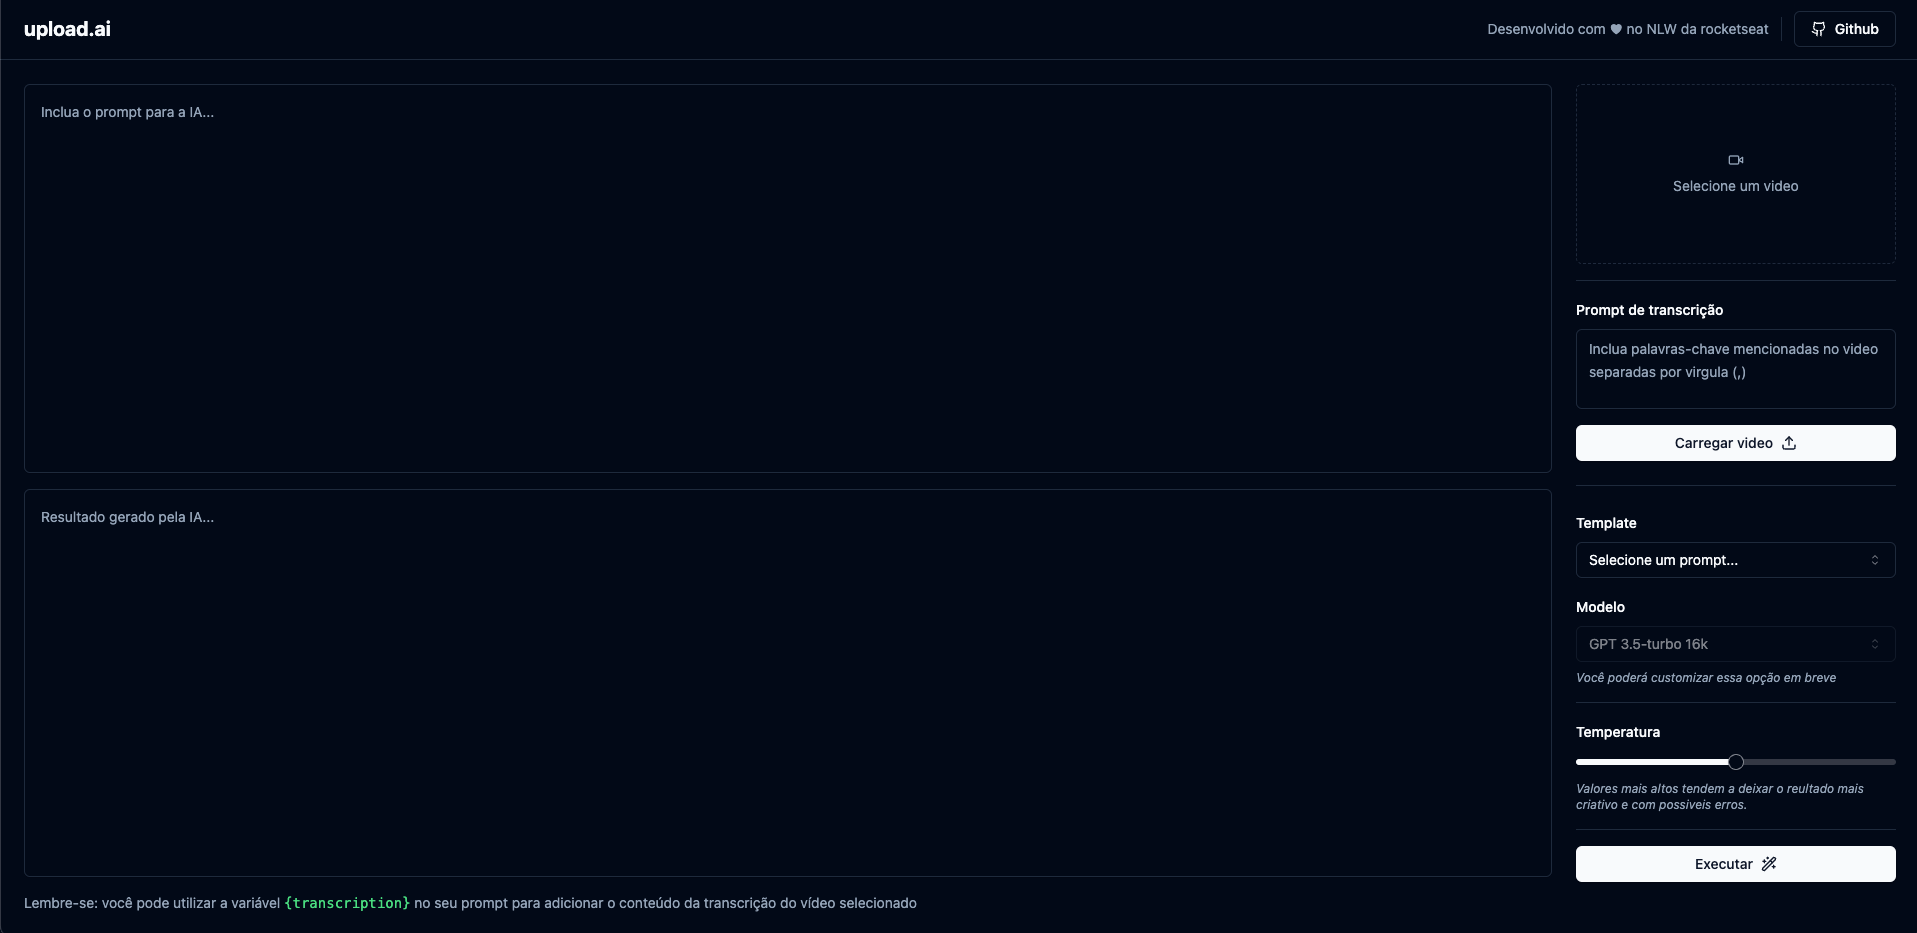 upload.ai
Desenvolvido com no NLW da rocketseat
Github
Inclua o prompt para a IA...
Resultado gerado pela IA...
Lembre-se: você pode utilizar a variável {transcription} no seu prompt para adicionar o conteúdo da transcrição do vídeo selecionado
Selecione um video
Prompt de transcrição
Inclua palavras-chave mencionadas no video
separadas por virgula (,)
Carregar video
Template
Selecione um prompt...
Modelo
GPT 3.5-turbo 16k
Você poderá customizar essa opção em breve
Temperatura
Valores mais altos tendem a deixar o reultado mais
criativo e com possiveis erros.
Executar